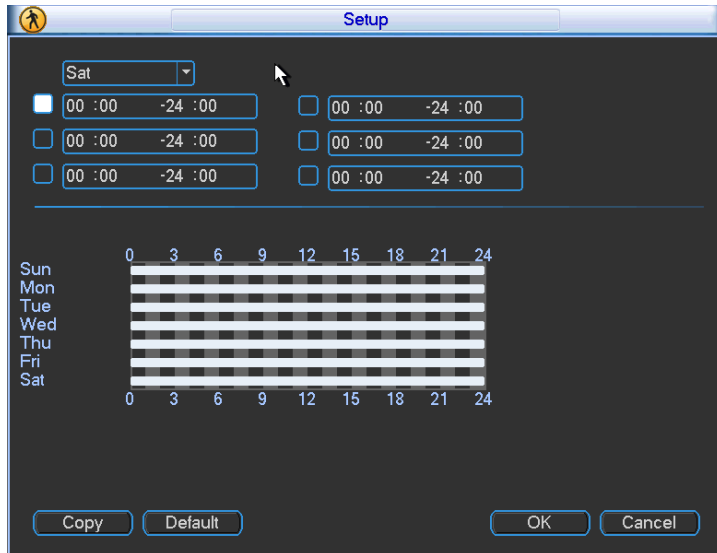 Setup
Sat
00 :00 -24 :00 00 :00 -24 :00
00 :00 -24 :00 00 :00 -24 :00
00 :00 -24 :00 00 :00 -24 :00
0 3 6 9 12 15 18 21 24
Sun
Mon
Tue
Wed
Thu
Fri
Sat
0 3 6 9 12 15 18 21 24
Copy Default OK Cancel